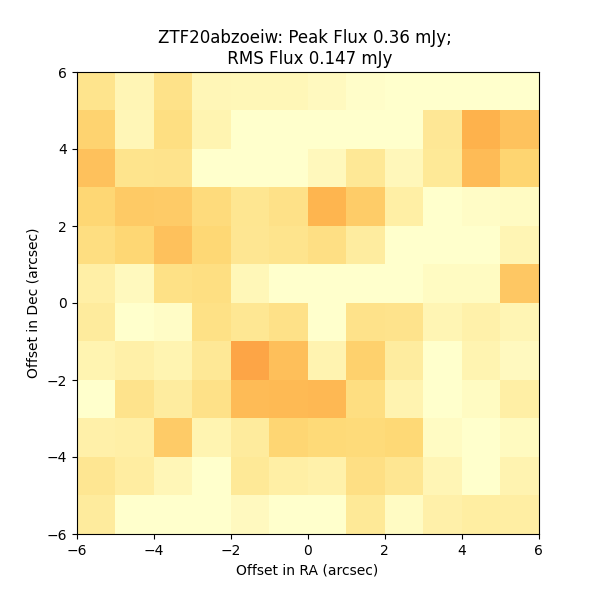 ZTF20abzoeiw: Peak Flux 0.36 mJy;
RMS Flux 0.147 mJy
6
4
2
0
−2
−4
−6
Offset in Dec (arcsec)
−6 −4 −2 0 2 4 6
Offset in RA (arcsec)